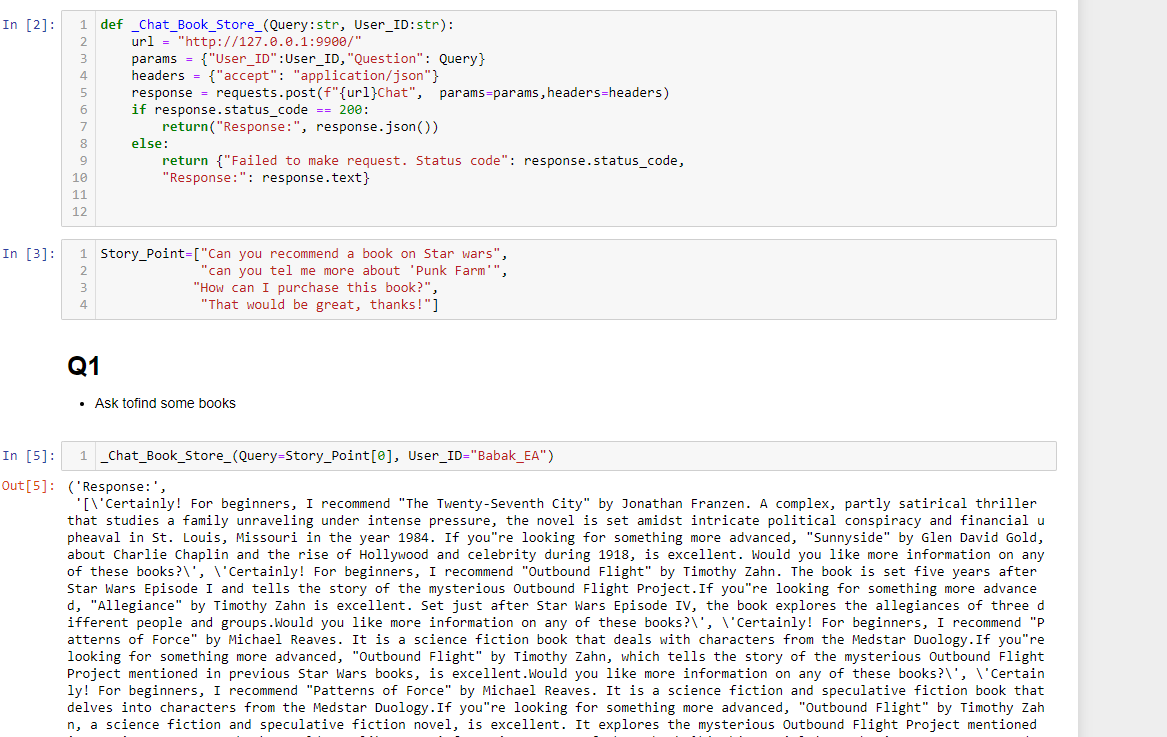 In [2]:
1 def _Chat_Book_Store_(Query:str, User_ID:str):
2     url = "http://127.0.0.1:9900/"
3     params = {"User_ID":User_ID,"Question": Query}
4     headers = {"accept": "application/json"}
5     response = requests.post(f"{url}Chat",  params=params,headers=headers)
6     if response.status_code == 200:
7         return("Response:", response.json())
8     else:
9         return {"Failed to make request. Status code": response.status_code,
10         "Response:": response.text}
11
12
In [3]:
1 Story_Point=["Can you recommend a book on Star wars",
2              "can you tell me more about 'Punk Farm'",
3             "How can I purchase this book?",
4              "That would be great, thanks!"]
Q1
• Ask tofind some books
In [5]:
1 _Chat_Book_Store_(Query=Story_Point[0], User_ID="Babak_EA")
Out[5]: ('Response:',
'[\'Certainly! For beginners, I recommend "The Twenty-Seventh City" by Jonathan Franzen. A complex, partly satirical thriller
that studies a family unraveling under intense pressure, the novel is set amidst intricate political conspiracy and financial u
pheaval in St. Louis, Missouri in the year 1984. If you"re looking for something more advanced, "Sunnyside" by Glen David Gold,
about Charlie Chaplin and the rise of Hollywood and celebrity during 1918, is excellent. Would you like more information on any
of these books?\', \'Certainly! For beginners, I recommend "Outbound Flight" by Timothy Zahn. The book is set five years after
Star Wars Episode I and tells the story of the mysterious Outbound Flight Project.If you"re looking for something more advance
d, "Allegiance" by Timothy Zahn is excellent. Set just after Star Wars Episode IV, the book explores the allegiances of three d
ifferent people and groups.Would you like more information on any of these books?\', \'Certainly! For beginners, I recommend "P
atterns of Force" by Michael Reaves. It is a science fiction book that deals with characters from the Medstar Duology.If you"re
looking for something more advanced, "Outbound Flight" by Timothy Zahn, which tells the story of the mysterious Outbound Flight
Project mentioned in previous Star Wars books, is excellent.Would you like more information on any of these books?\', \'Certain
ly! For beginners, I recommend "Patterns of Force" by Michael Reaves. It is a science fiction and speculative fiction book that
delves into characters from the Medstar Duology.If you"re looking for something more advanced, "Outbound Flight" by Timothy Zah
n, a science fiction and speculative fiction novel, is excellent. It explores the mysterious Outbound Flight Project mentioned